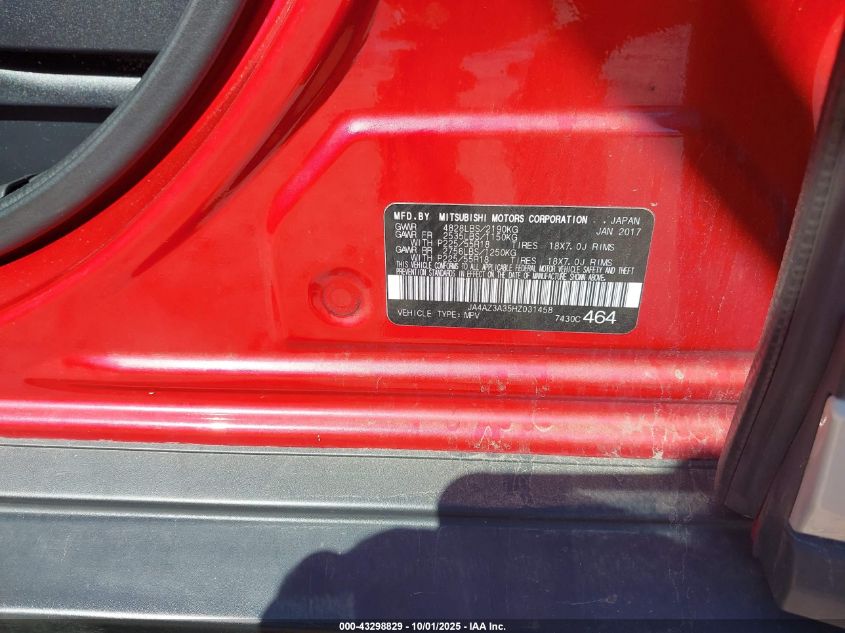 MFD.BY MITSUBISHI MOTORS CORPORATION , JAPAN
GVWR 4828LBS/2190KG JAN 2017
GAWR FR 2535LBS/1150KG
WITH P225/55R18 TIRES 18X7.0J RIMS
GAWR RR 2756LBS/1250KG
WITH P225/55R18 TIRES 18X7.0J RIMS
THIS VEHICLE CONFORMS TO ALL APPLICABLE FEDERAL MOTOR VEHICLE SAFETY AND THEFT
PREVENTION STANDARDS IN EFFECT ON THE DATE OF MANUFACTURE SHOWN ABOVE.
JA4AZ3A35HZ031458
VEHICLE TYPE:MPV 7430C 464
000-43298829 - 10/01/2025 - IAA Inc.